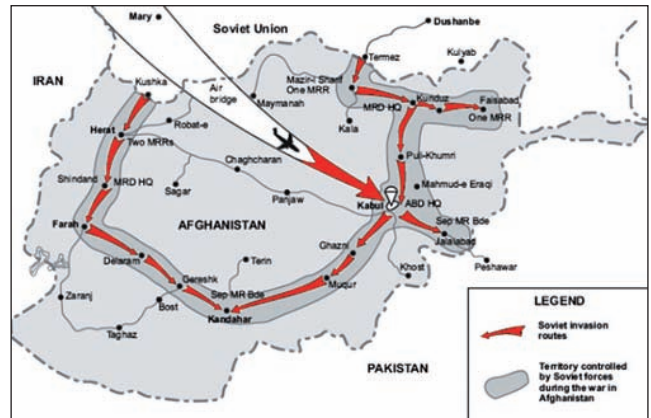 Mary
Soviet Union
Dushanbe
Termez
Kulyab
IRAN
Kushka
Mazir-i Sharif
One MRR
Air
bridge
Maymanah
MRD HQ
Kunduz
Faisabad
One MRR
Robat-e
Kala
Herat
Two MRRs
Puli-Khumri
Chaghcharan
Shindand
MRD HQ
Sagar
Panjaw
Mahmud-e Eraqi
Kabul
ABD HQ
Farah
AFGHANISTAN
Sep MR Bde
Jalalabad
Ghazni
Delaram
Terin
Khost
Peshawar
Gereshk
Sep MR Bde
Muqur
Zaranj
Bost
Kandahar
Taghaz
PAKISTAN
LEGEND
Soviet invasion
routes
Territory controlled
by Soviet forces
during the war in
Afghanistan